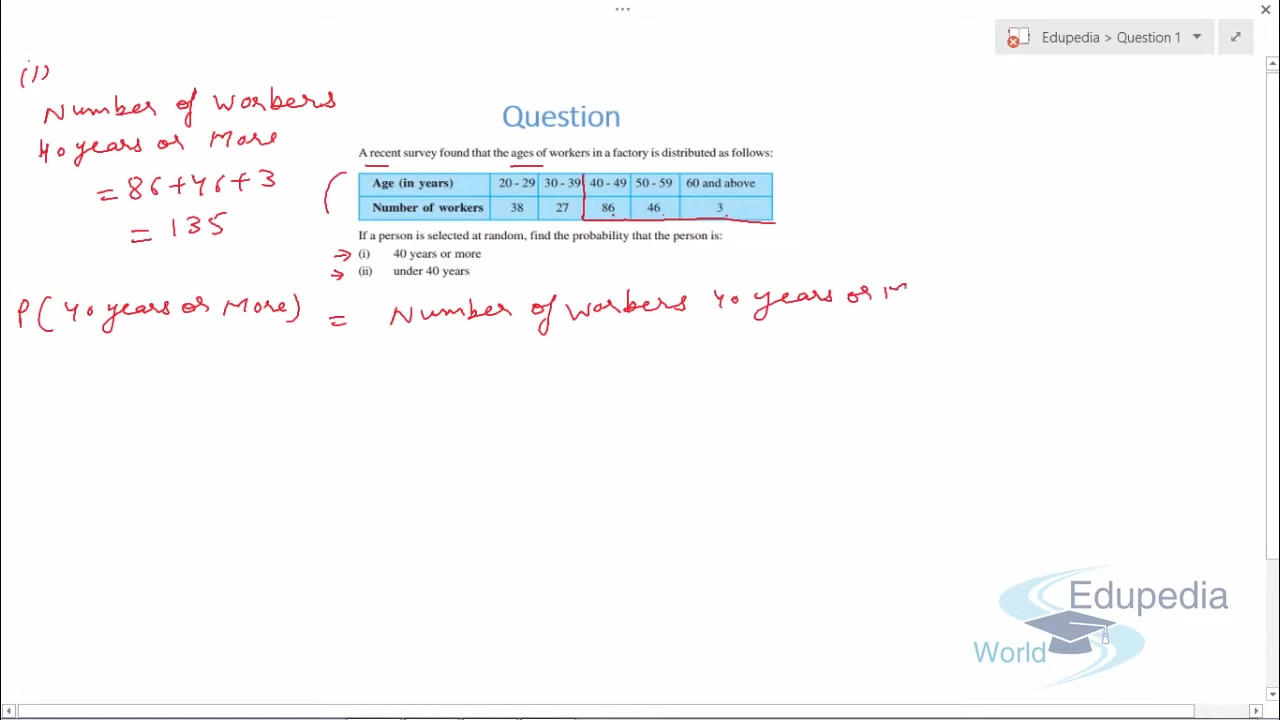 Edupedia > Question 1
(i)
Number of workers
40 years or More
= 86+46+3
= 135
Question
A recent survey found that the ages of workers in a factory is distributed as follows:
Age (in years) 20 - 29 30 - 39 40 - 49 50 - 59 60 and above
Number of workers 38 27 86 46 3
If a person is selected at random, find the probability that the person is:
(i) 40 years or more
(ii) under 40 years
P(40 years or More) = Number of workers 40 years or
Edupedia
World